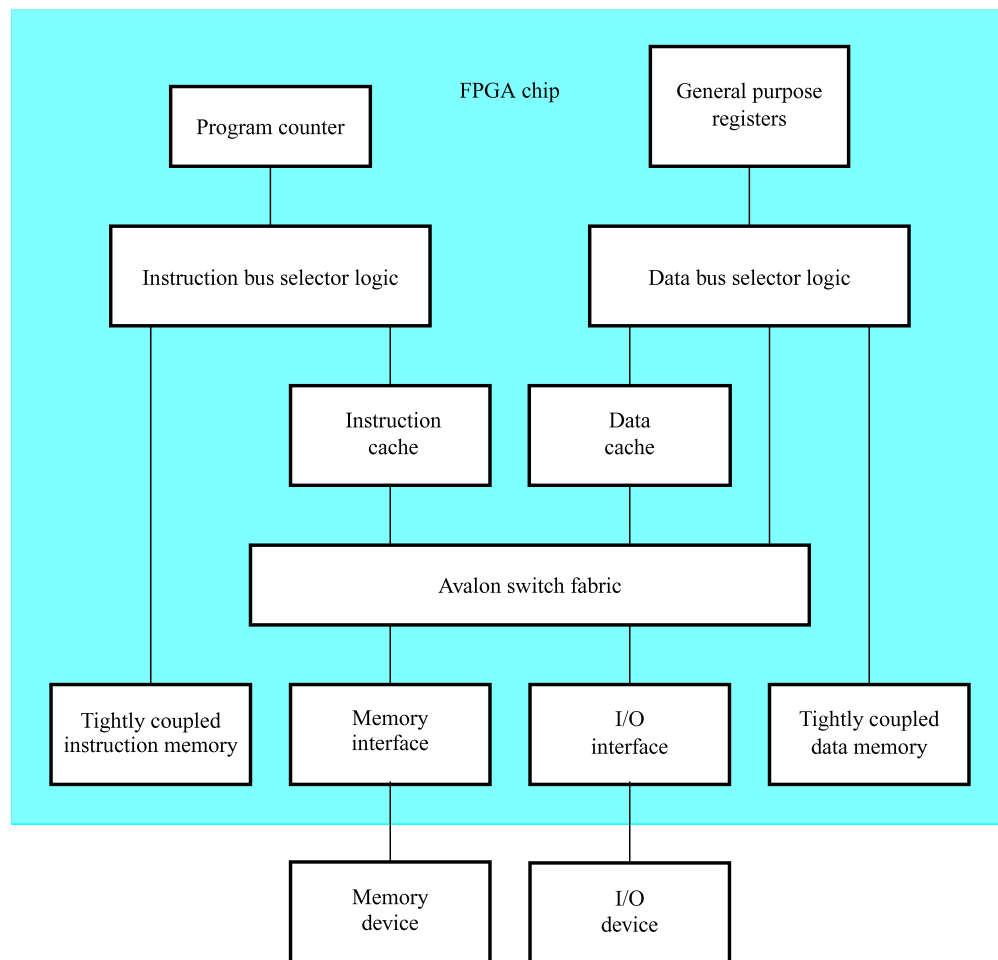 FPGA chip
General purpose
registers
Program counter
Instruction bus selector logic
Data bus selector logic
Instruction
cache
Data
cache
Avalon switch fabric
Tightly coupled
instruction memory
Memory
interface
I/O
interface
Tightly coupled
data memory
Memory
device
I/O
device